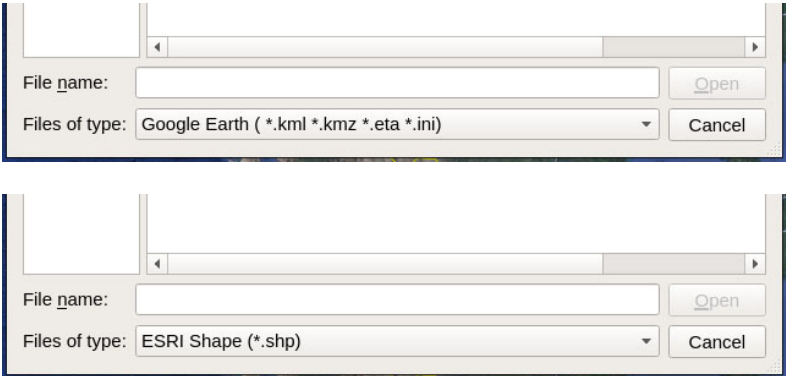 File name: Open
Files of type: Google Earth ( *.kml *.kmz *.eta *.ini) Cancel
File name: Open
Files of type: ESRI Shape (*.shp) Cancel